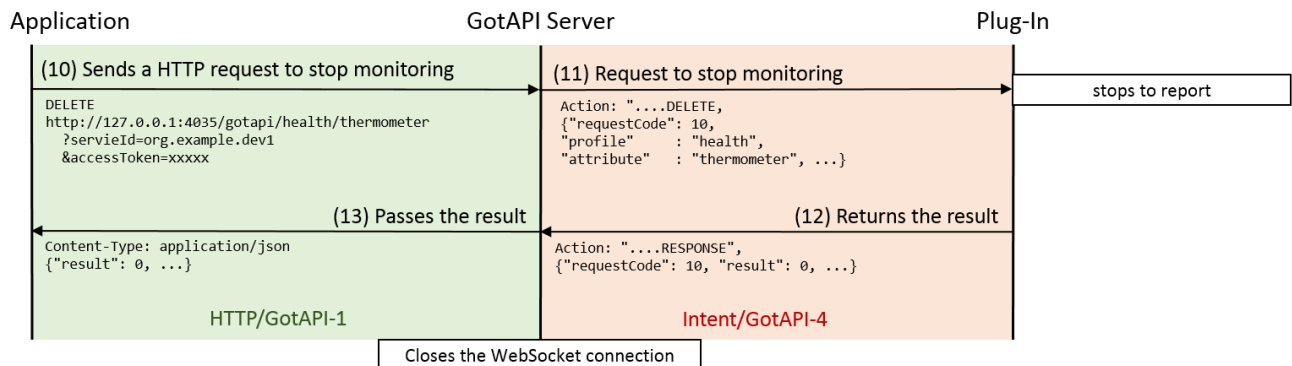 Application
GotAPI Server
Plug-In
(10) Sends a HTTP request to stop monitoring
DELETE
http://127.0.0.1:4035/gotapi/health/thermometer
?servieId=org.example.dev1
&accessToken=xxxxx
(11) Request to stop monitoring
Action: "....DELETE,
{"requestCode": 10,
"profile" : "health",
"attribute" : "thermometer", ...}
stops to report
(13) Passes the result
Content-Type: application/json
{"result": 0, ...}
(12) Returns the result
Action: "....RESPONSE",
{"requestCode": 10, "result": 0, ...}
HTTP/GotAPI-1
Intent/GotAPI-4
Closes the WebSocket connection